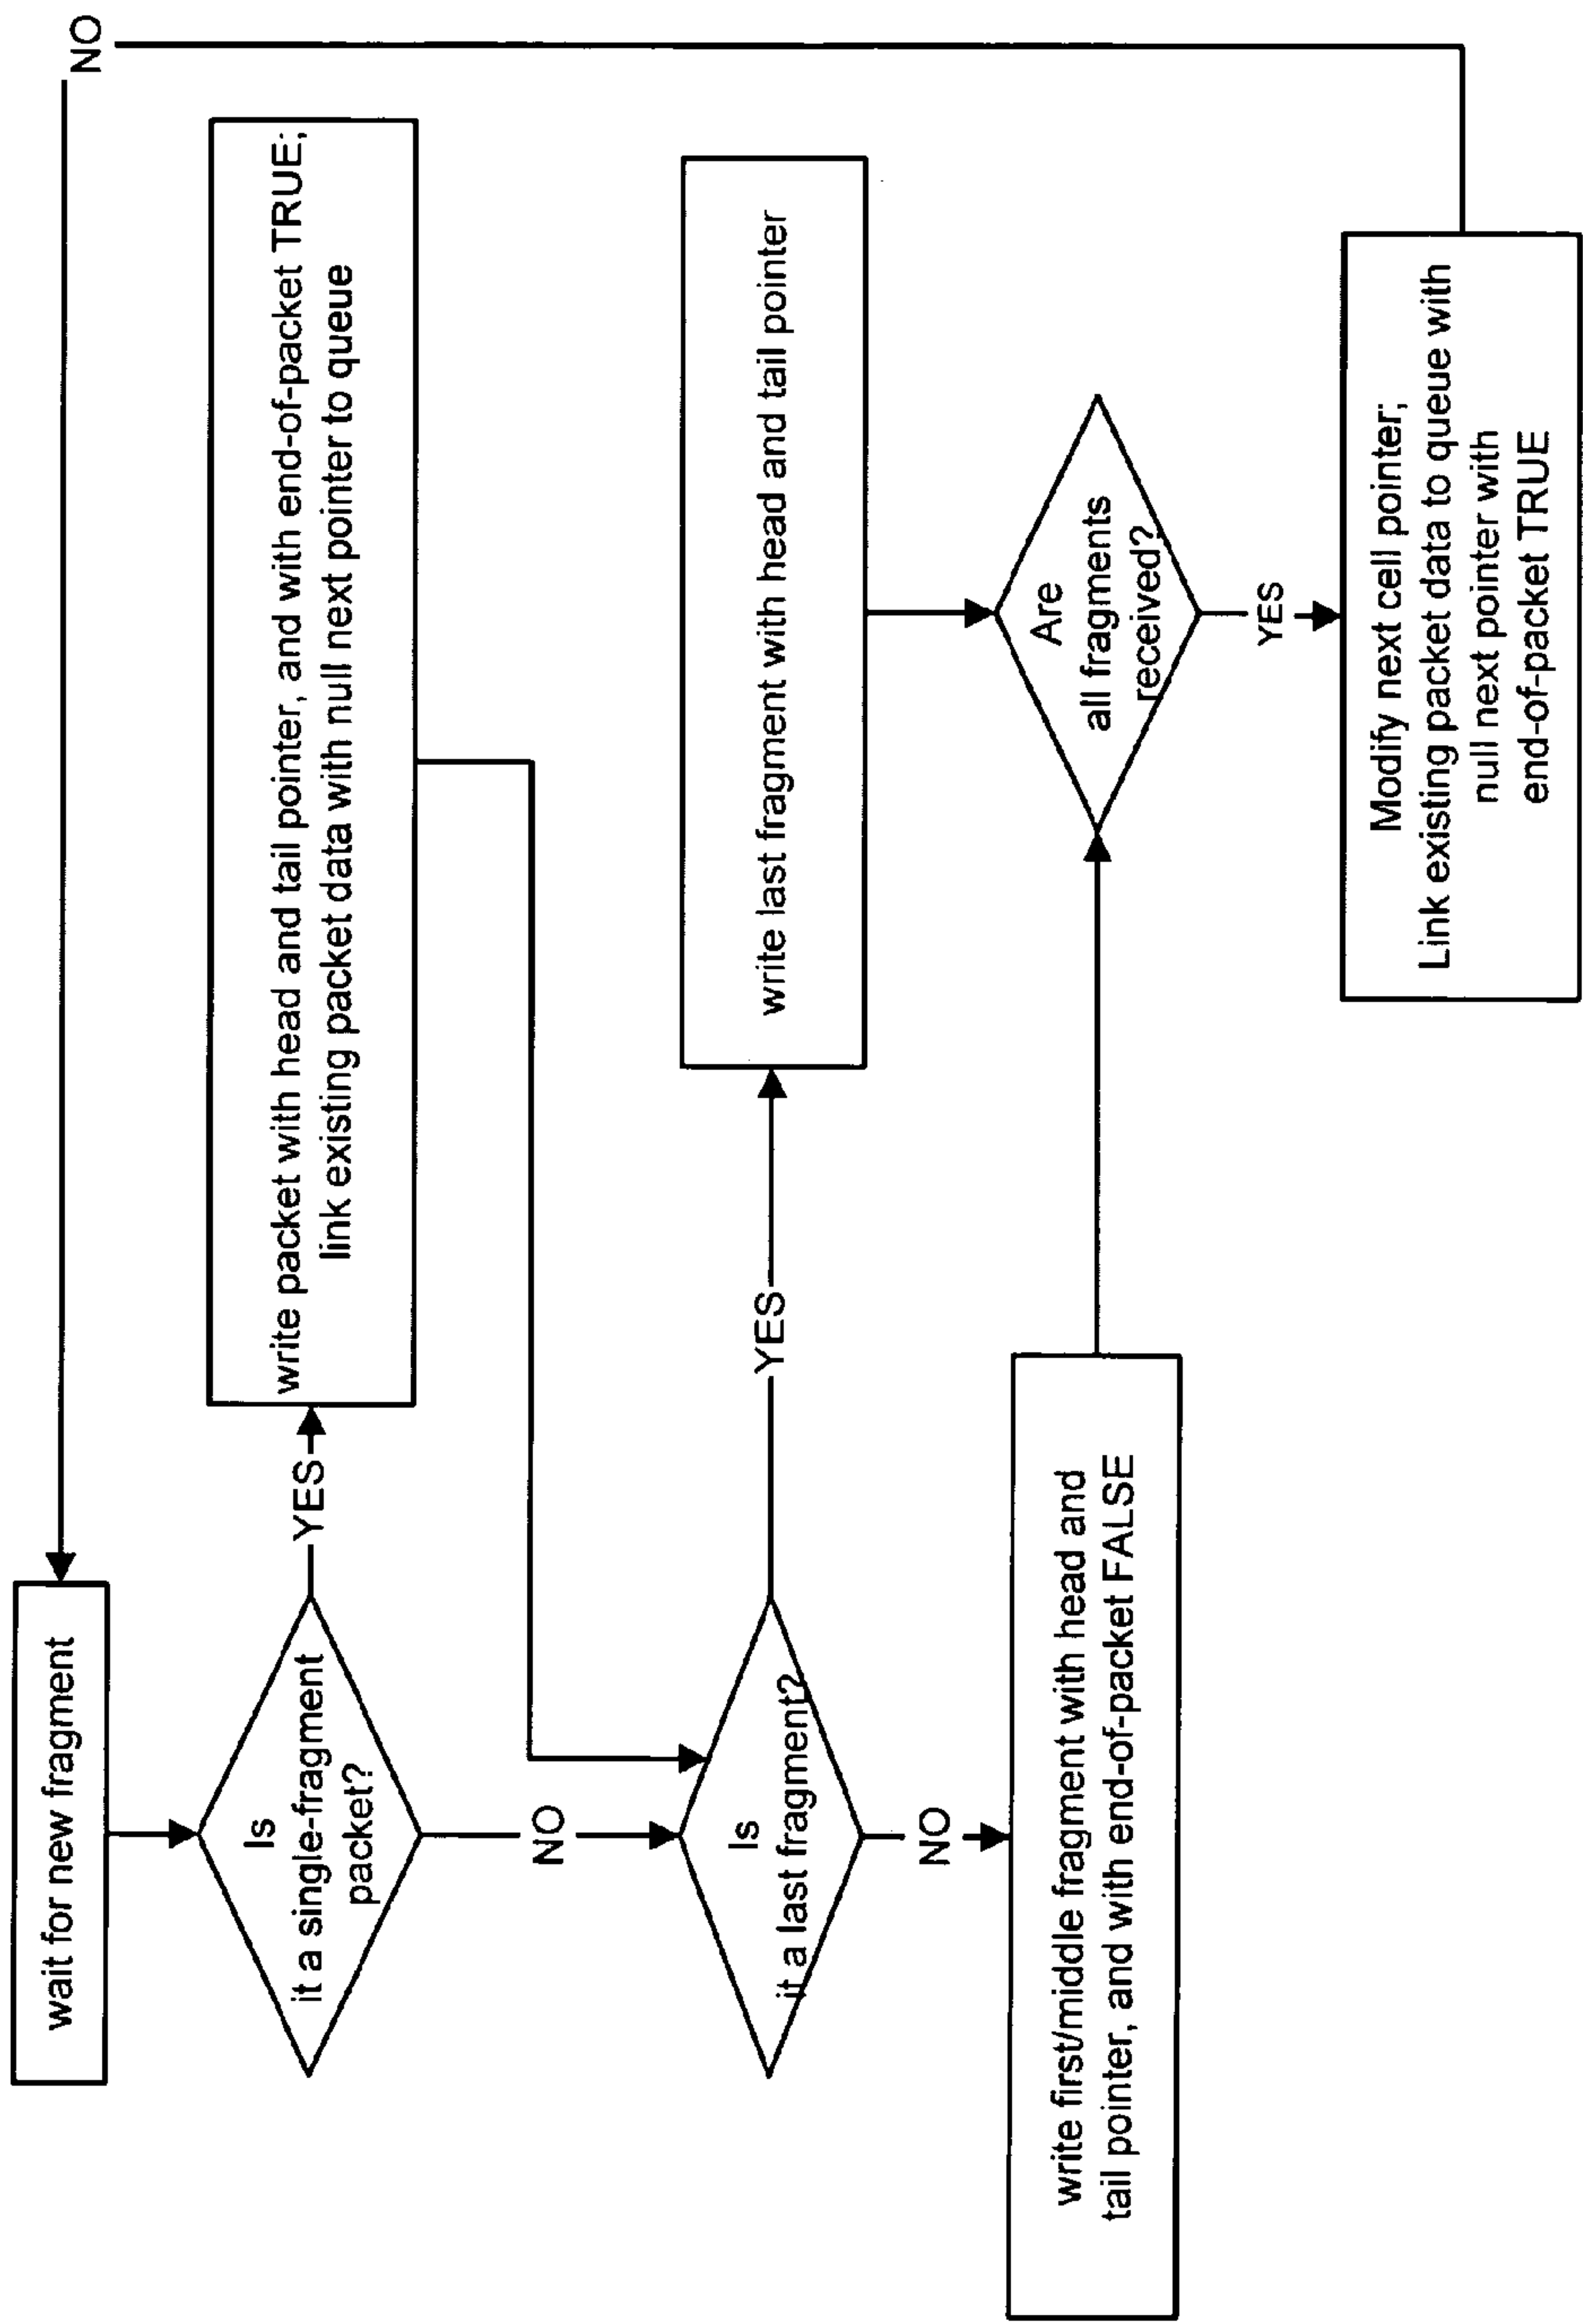 NO
wait for new fragment
Is
it a single-fragment
packet?
YES
write packet with head and tail pointer, and with end-of-packet TRUE;
link existing packet data with null next pointer to queue
NO
Is
it a last fragment?
YES
write last fragment with head and tail pointer
NO
write first/middle fragment with head and
tail pointer, and with end-of-packet FALSE
Are
all fragments
received?
YES
Modify next cell pointer;
Link existing packet data to queue with
null next pointer with
end-of-packet TRUE